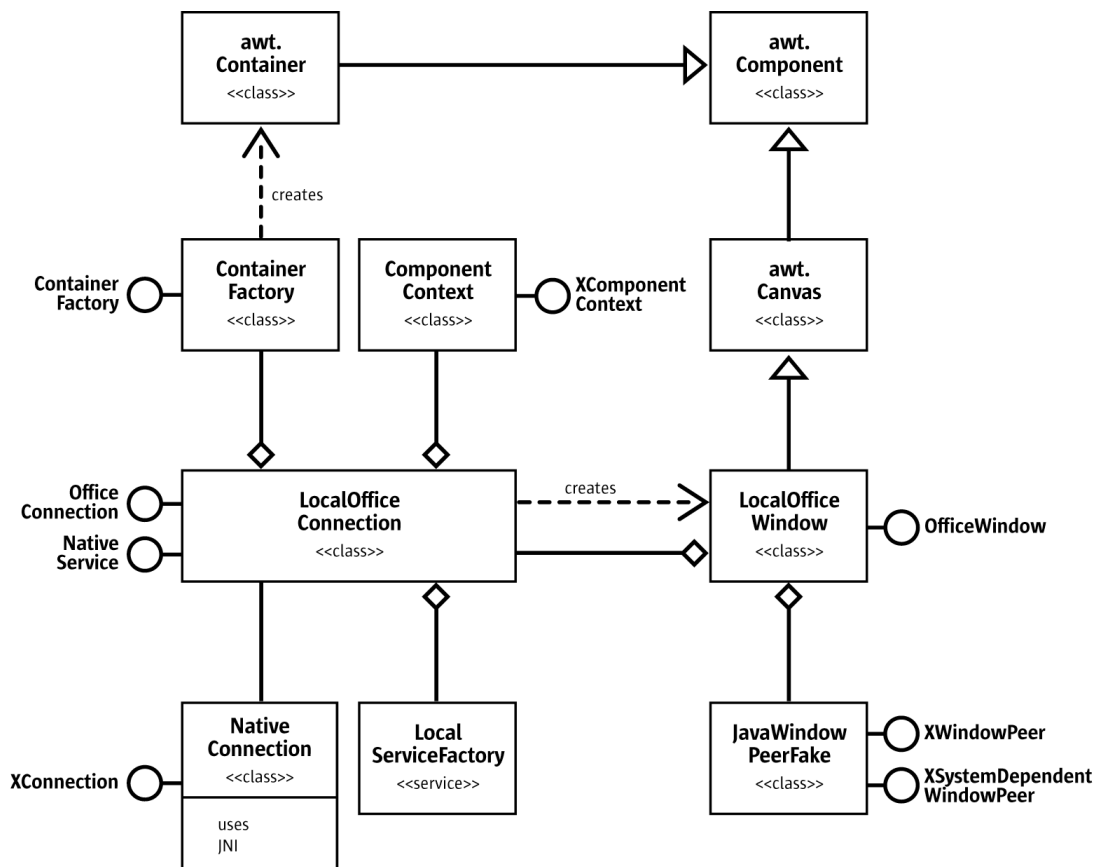 awt.
Container
<<class>>
awt.
Component
<<class>>
creates
Container
Factory
Container
Factory
<<class>>
Component
Context
<<class>>
XComponent
Context
awt.
Canvas
<<class>>
Office
Connection
Native
Service
LocalOffice
Connection
<<class>>
creates
LocalOffice
Window
<<class>>
OfficeWindow
XConnection
Native
Connection
<<class>>
uses
JNI
Local
ServiceFactory
<<service>>
JavaWindow
PeerFake
<<class>>
XWindowPeer
XSystemDependent
WindowPeer